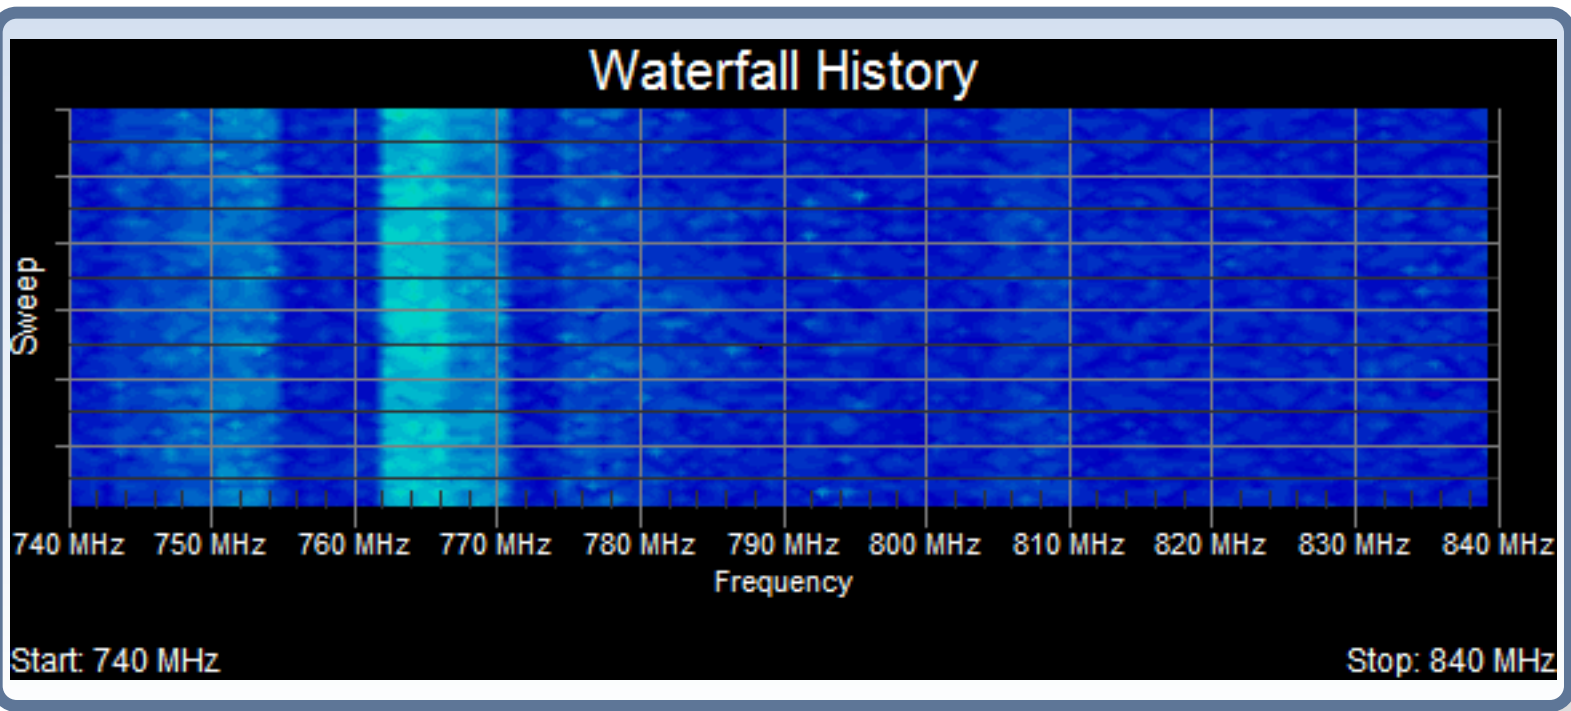 Waterfall History
Sweep
740 MHz 750 MHz 760 MHz 770 MHz 780 MHz 790 MHz 800 MHz 810 MHz 820 MHz 830 MHz 840 MHz
Frequency
Start: 740 MHz Stop: 840 MHz